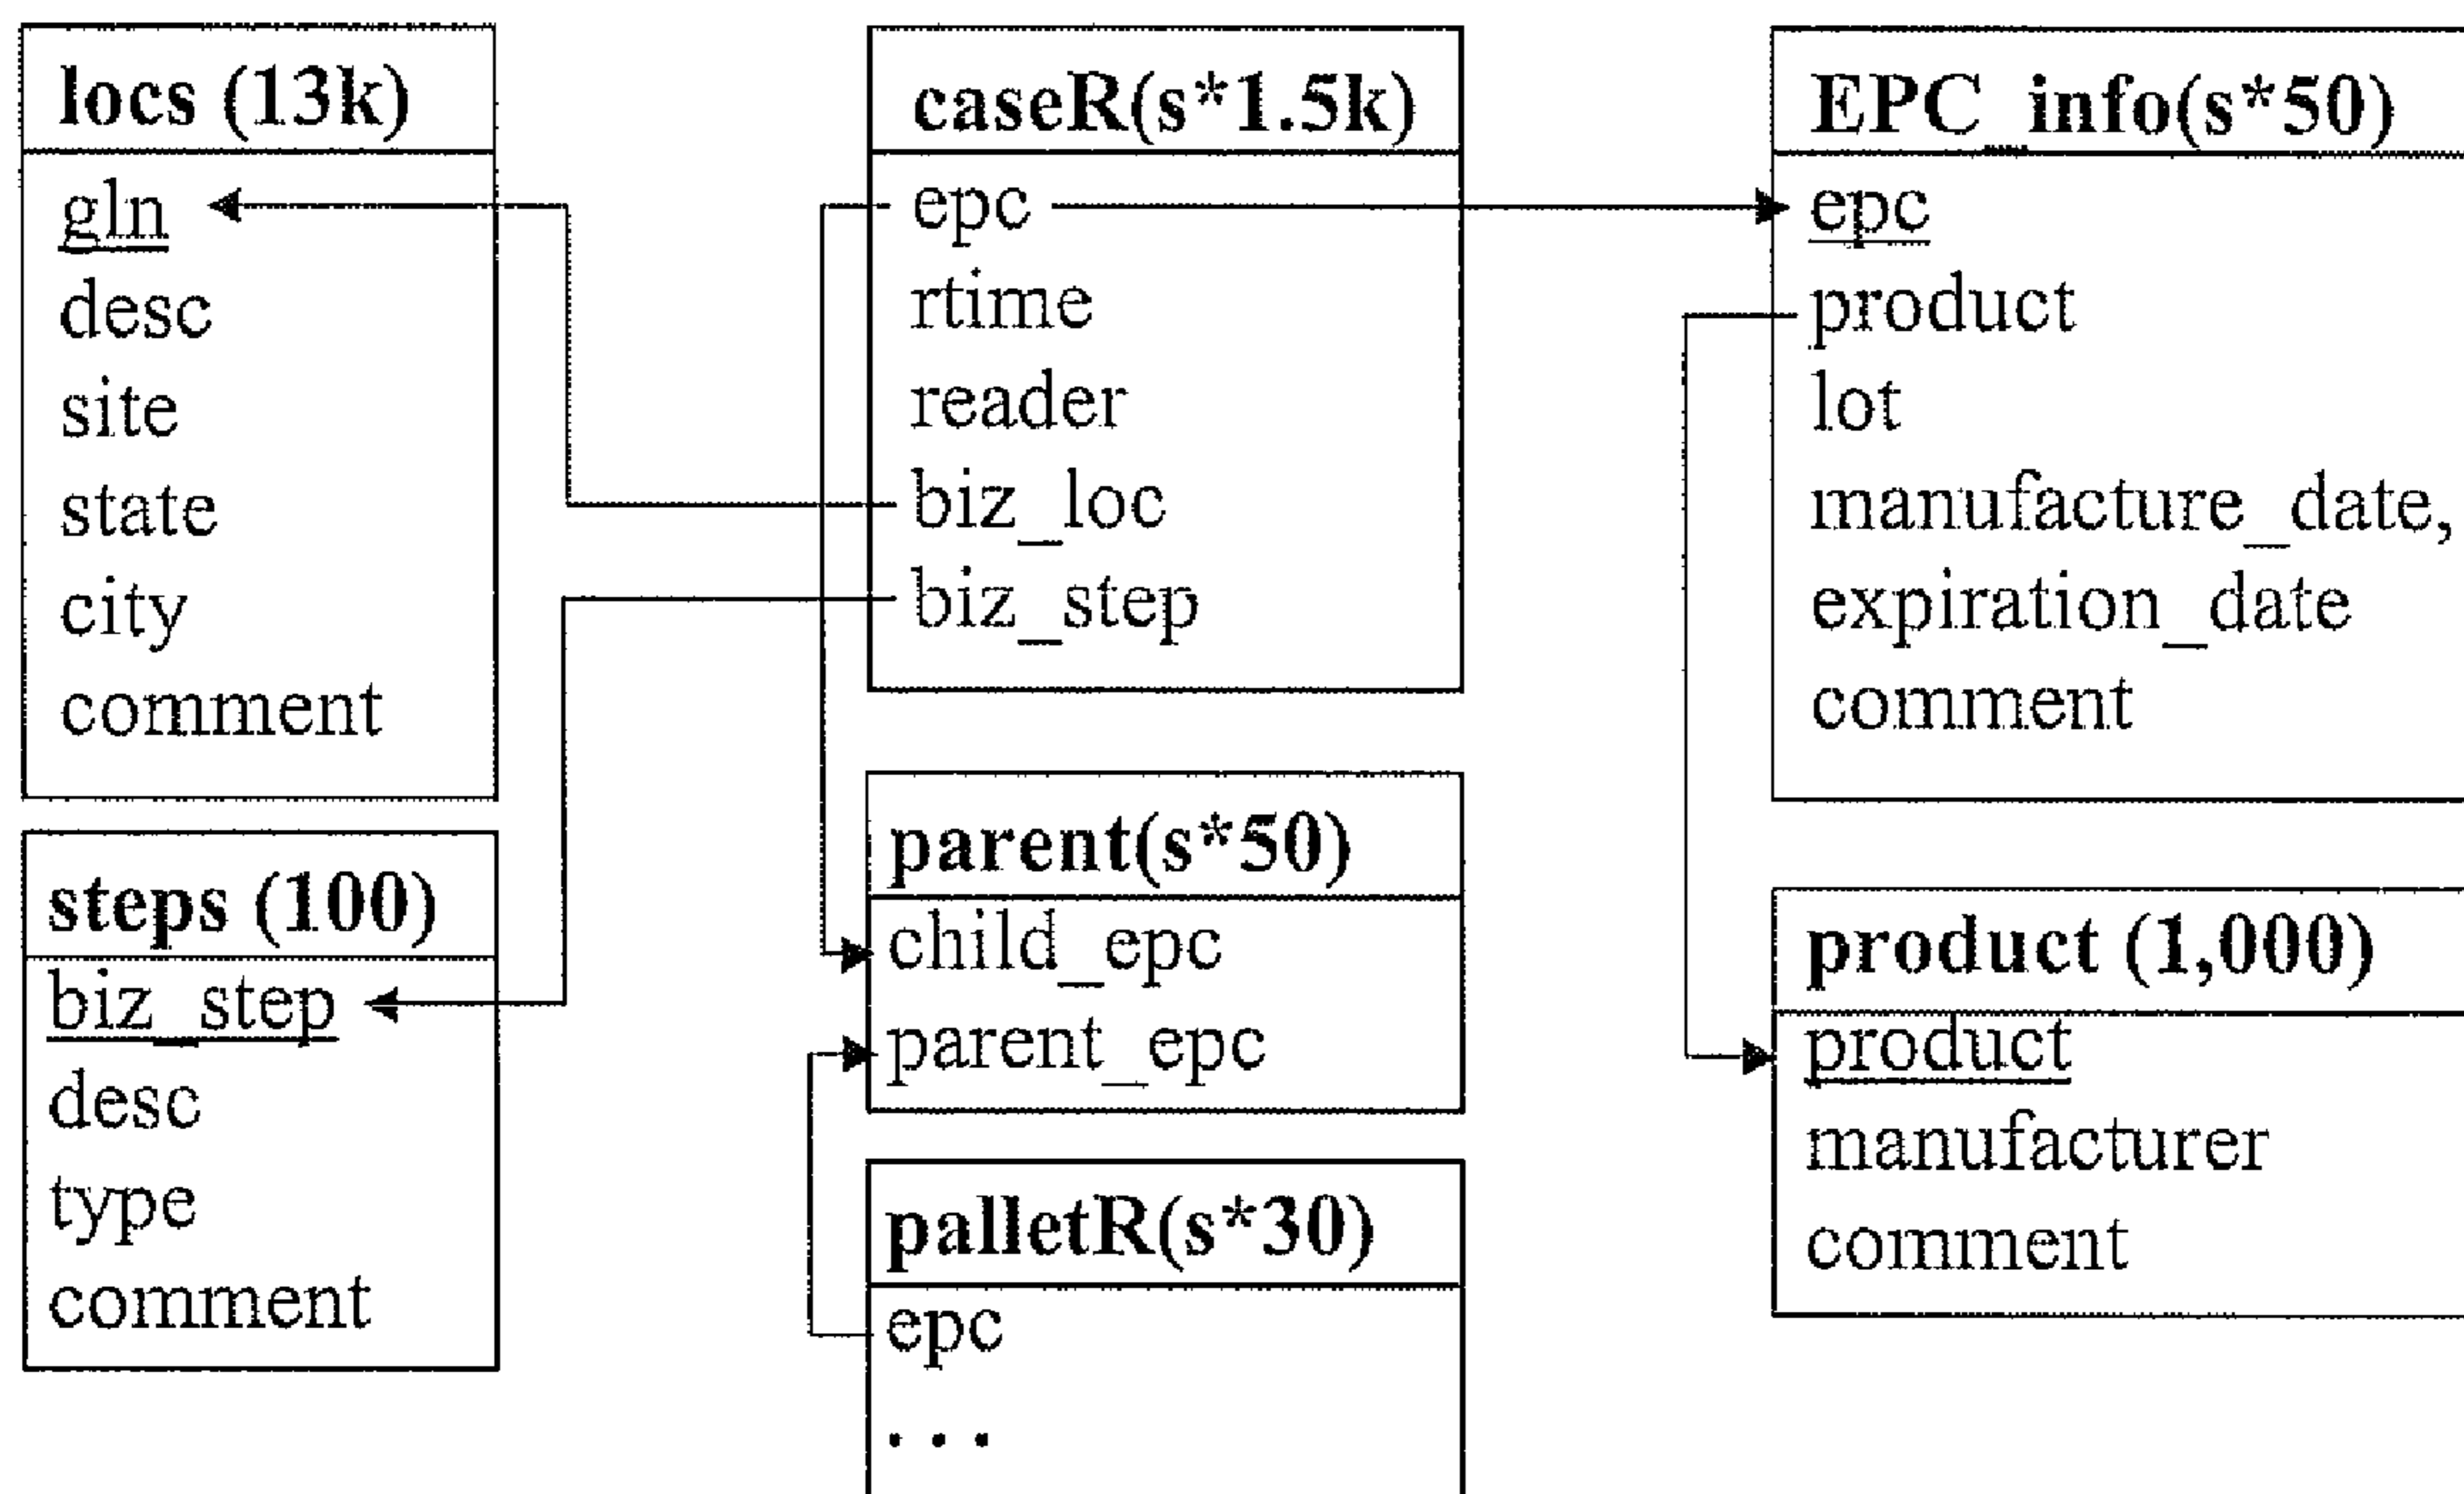 locs (13k)
gln
desc
site
state
city
comment
steps (100)
biz_step
desc
type
comment
caseR(s*1.5k)
epc
rtime
reader
biz_loc
biz_step
parent(s*50)
child_epc
parent_epc
palletR(s*30)
epc
. . .
EPC_info(s*50)
epc
product
lot
manufacture_date,
expiration_date
comment
product (1,000)
product
manufacturer
comment